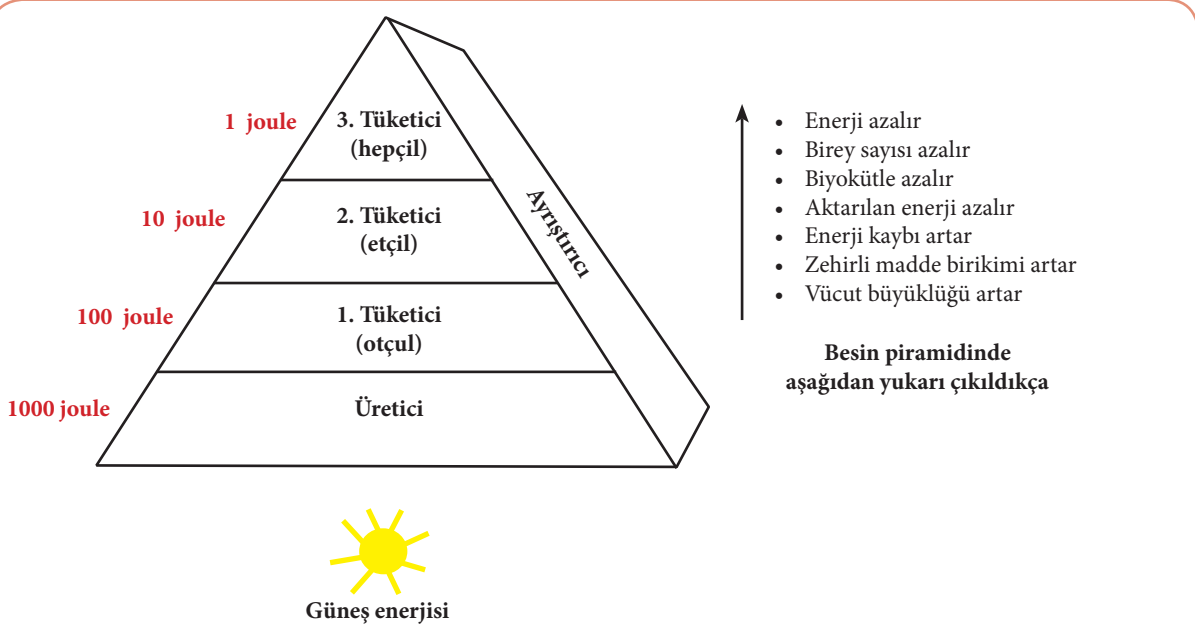 1 joule
3. Tüketici
(hepçil)
10 joule
2. Tüketici
(etçil)
100 joule
1. Tüketici
(otçul)
1000 joule
Üretici
Ayrıştırıcı
Güneş enerjisi
• Enerji azalır
• Birey sayısı azalır
• Biyokütle azalır
• Aktarılan enerji azalır
• Enerji kaybı artar
• Zehirli madde birikimi artar
• Vücut büyüklüğü artar
Besin piramidinde
aşağıdan yukarı çıkıldıkça